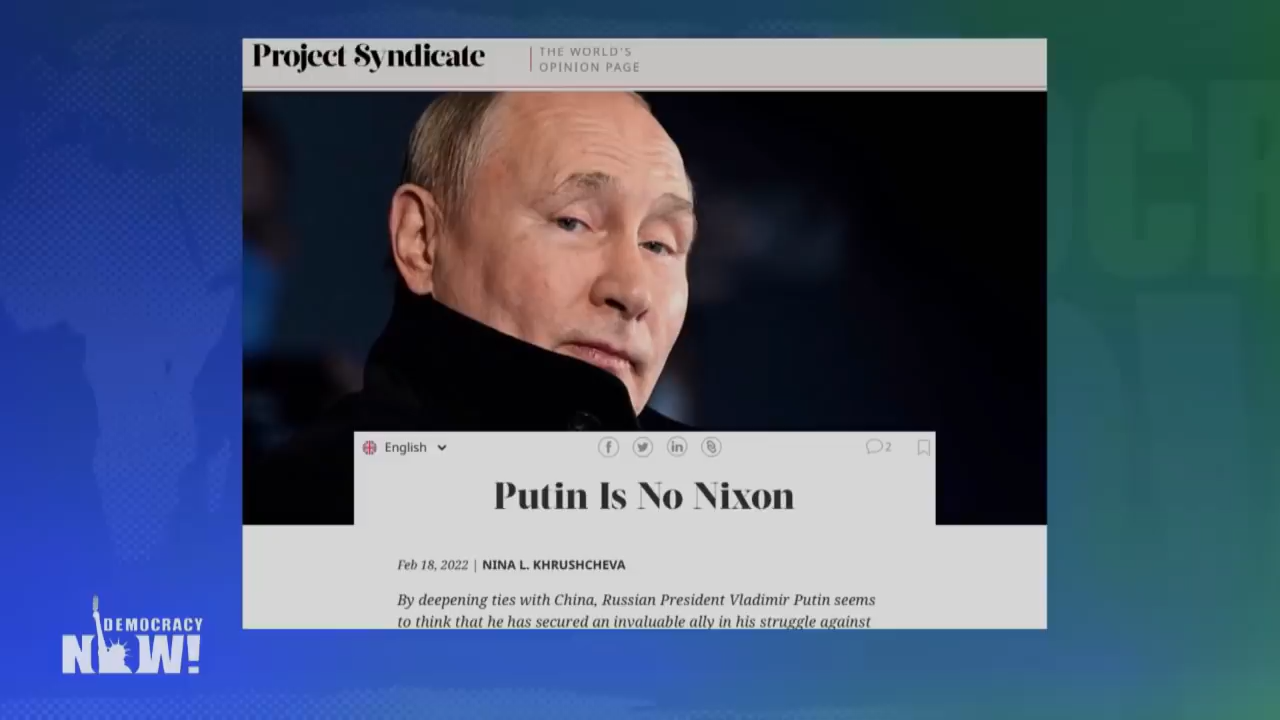 Project Syndicate
THE WORLD'S
OPINION PAGE
English
2
Putin Is No Nixon
Feb 18, 2022 | NINA L. KHRUSHCHEVA
By deepening ties with China, Russian President Vladimir Putin seems
to think that he has secured an invaluable ally in his struggle against
DEMOCRACY
NOW!
OCR